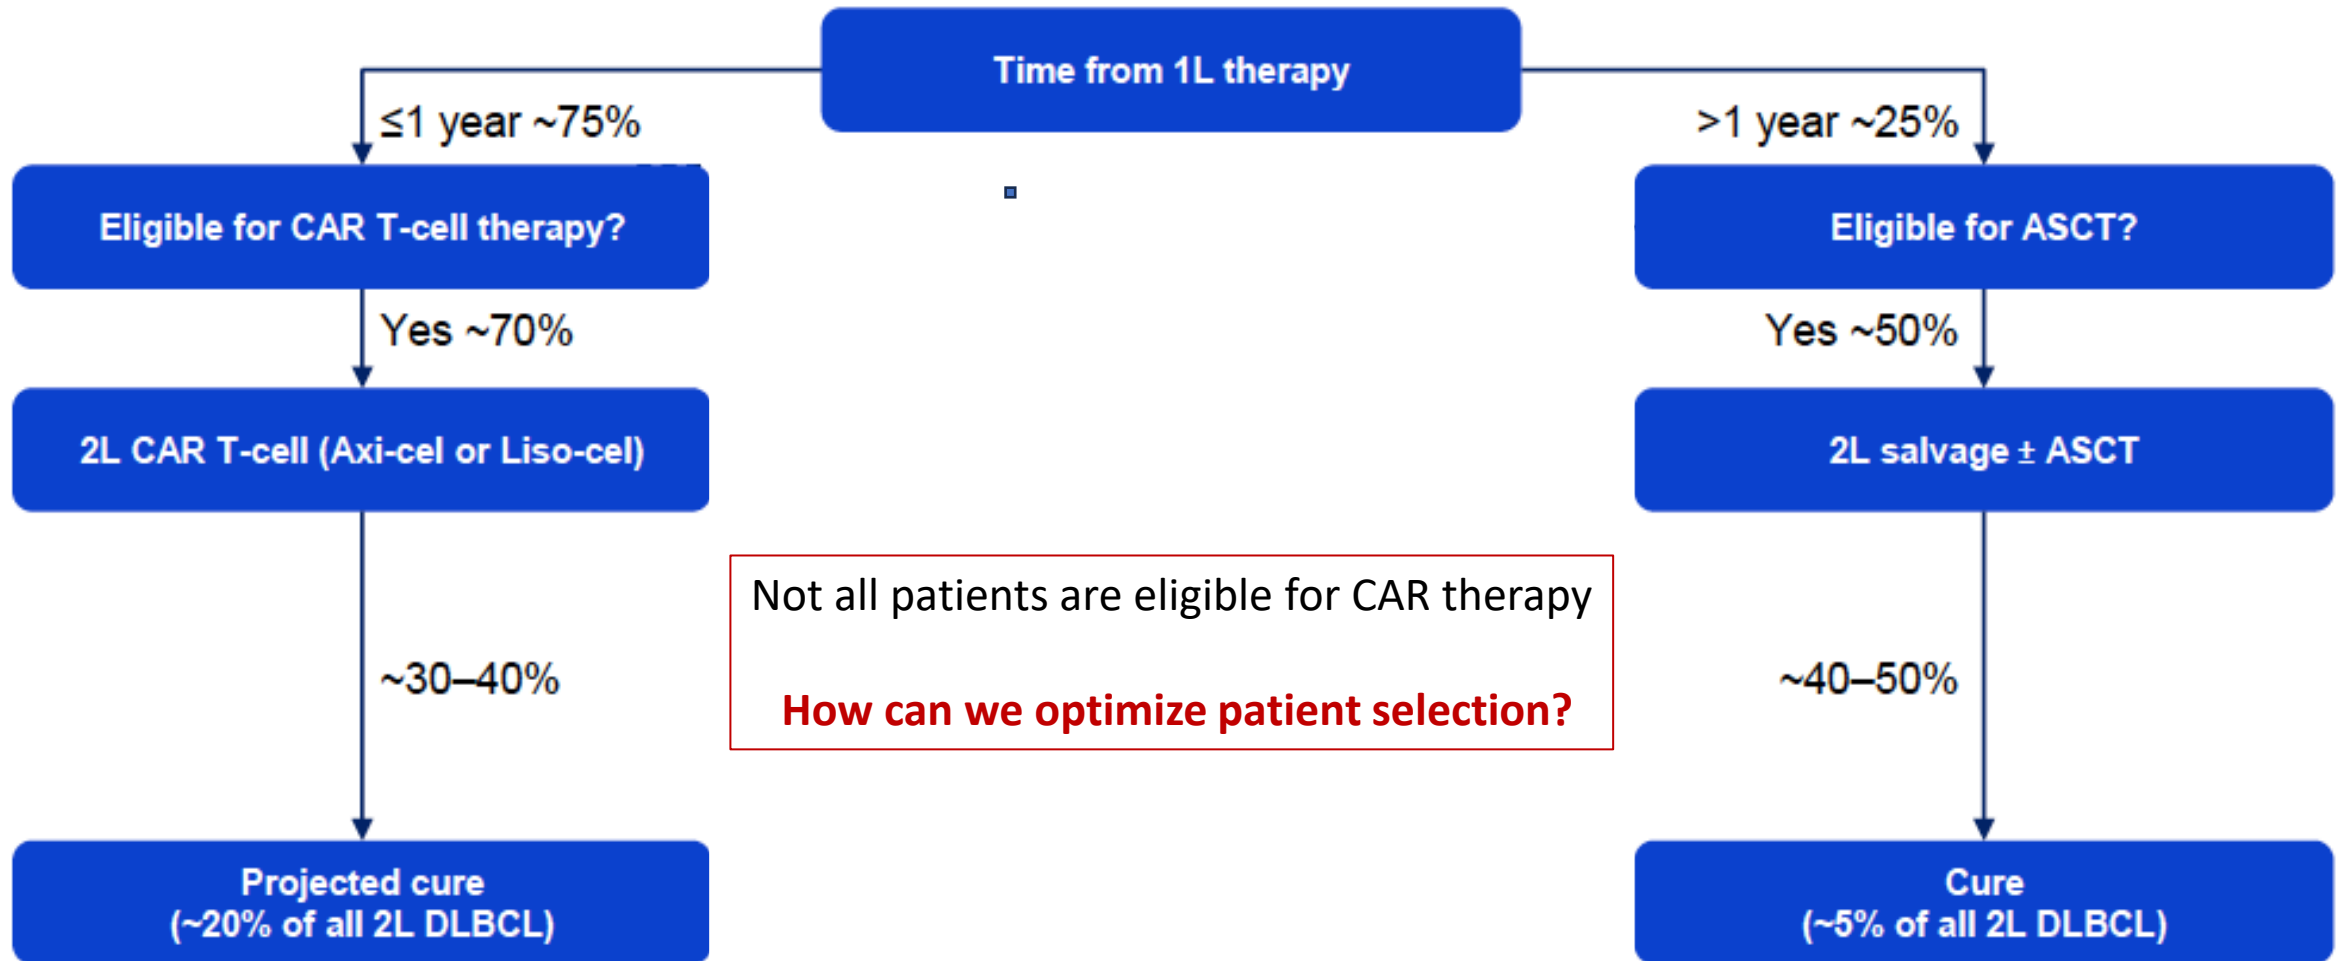 Time from 1L therapy
≤1 year ~75%
>1 year ~25%
Eligible for CAR T-cell therapy?
Eligible for ASCT?
Yes ~70%
Yes ~50%
2L CAR T-cell (Axi-cel or Liso-cel)
2L salvage ± ASCT
Not all patients are eligible for CAR therapy
~30–40%
~40–50%
How can we optimize patient selection?
Projected cure
(~20% of all 2L DLBCL)
Cure
(~5% of all 2L DLBCL)